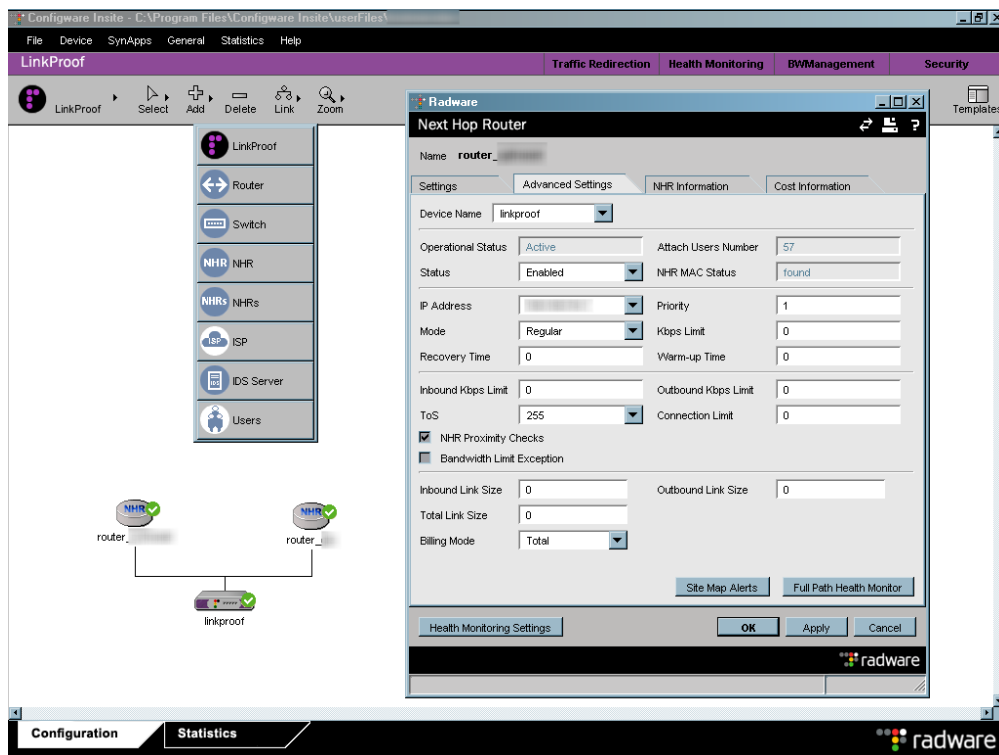 Configware Insite - C:\Program Files\Configware Insite\userFiles\
File Device SynApps General Statistics Help
LinkProof Traffic Redirection Health Monitoring BWManagement Security
LinkProof Select Add Delete Link Zoom Templates
LinkProof
Router
Switch
NHR NHR
NHRs NHRs
ISP ISP
IDS IDS Server
Users
NHR
router_
NHR
router_
linkproof
Radware
Next Hop Router ?
Name router_
Settings Advanced Settings NHR Information Cost Information
Device Name linkproof
Operational Status Active Attach Users Number 57
Status Enabled NHR MAC Status found
IP Address Priority 1
Mode Regular Kbps Limit 0
Recovery Time 0 Warm-up Time 0
Inbound Kbps Limit 0 Outbound Kbps Limit 0
ToS 255 Connection Limit 0
NHR Proximity Checks
Bandwidth Limit Exception
Inbound Link Size 0 Outbound Link Size 0
Total Link Size 0
Billing Mode Total
Site Map Alerts Full Path Health Monitor
Health Monitoring Settings OK Apply Cancel
radware
Configuration Statistics radware